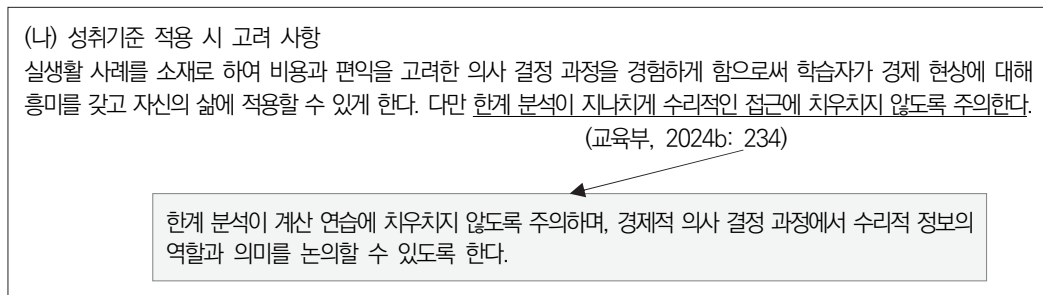 (나) 성취기준 적용 시 고려 사항
실생활 사례를 소재로 하여 비용과 편익을 고려한 의사 결정 과정을 경험하게 함으로써 학습자가 경제 현상에 대해
흥미를 갖고 자신의 삶에 적용할 수 있게 한다. 다만 한계 분석이 지나치게 수리적인 접근에 치우치지 않도록 주의한다.
(교육부, 2024b: 234)
한계 분석이 계산 연습에 치우치지 않도록 주의하며, 경제적 의사 결정 과정에서 수리적 정보의
역할과 의미를 논의할 수 있도록 한다.